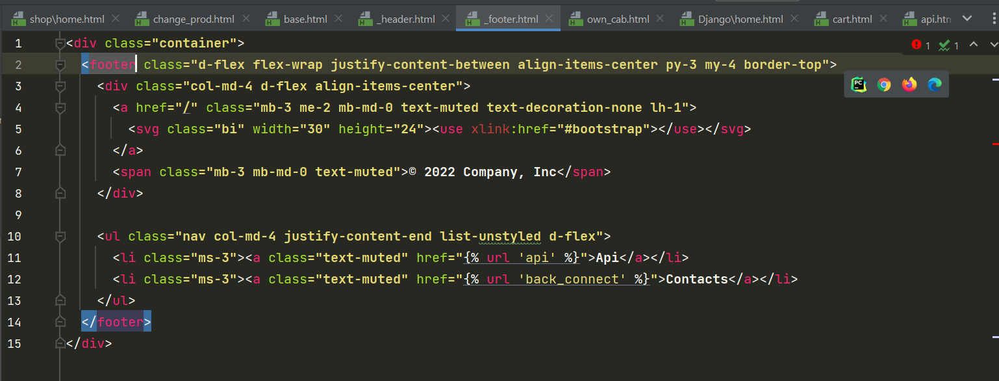 shop\home.html change_prod.html base.html _header.html _footer.html own_cab.html Django\home.html cart.html api.htm
1 <div class="container"> 1 1
2 <footer class="d-flex flex-wrap justify-content-between align-items-center py-3 my-4 border-top">
3 <div class="col-md-4 d-flex align-items-center">
4 <a href="/" class="mb-3 me-2 mb-md-0 text-muted text-decoration-none lh-1">
5 <svg class="bi" width="30" height="24"><use xlink:href="#bootstrap"></use></svg>
6 </a>
7 <span class="mb-3 mb-md-0 text-muted">© 2022 Company, Inc</span>
8 </div>
9
10 <ul class="nav col-md-4 justify-content-end list-unstyled d-flex">
11 <li class="ms-3"><a class="text-muted" href="{% url 'api' %}">Api</a></li>
12 <li class="ms-3"><a class="text-muted" href="{% url 'back_connect' %}">Contacts</a></li>
13 </ul>
14 </footer>
15 </div>